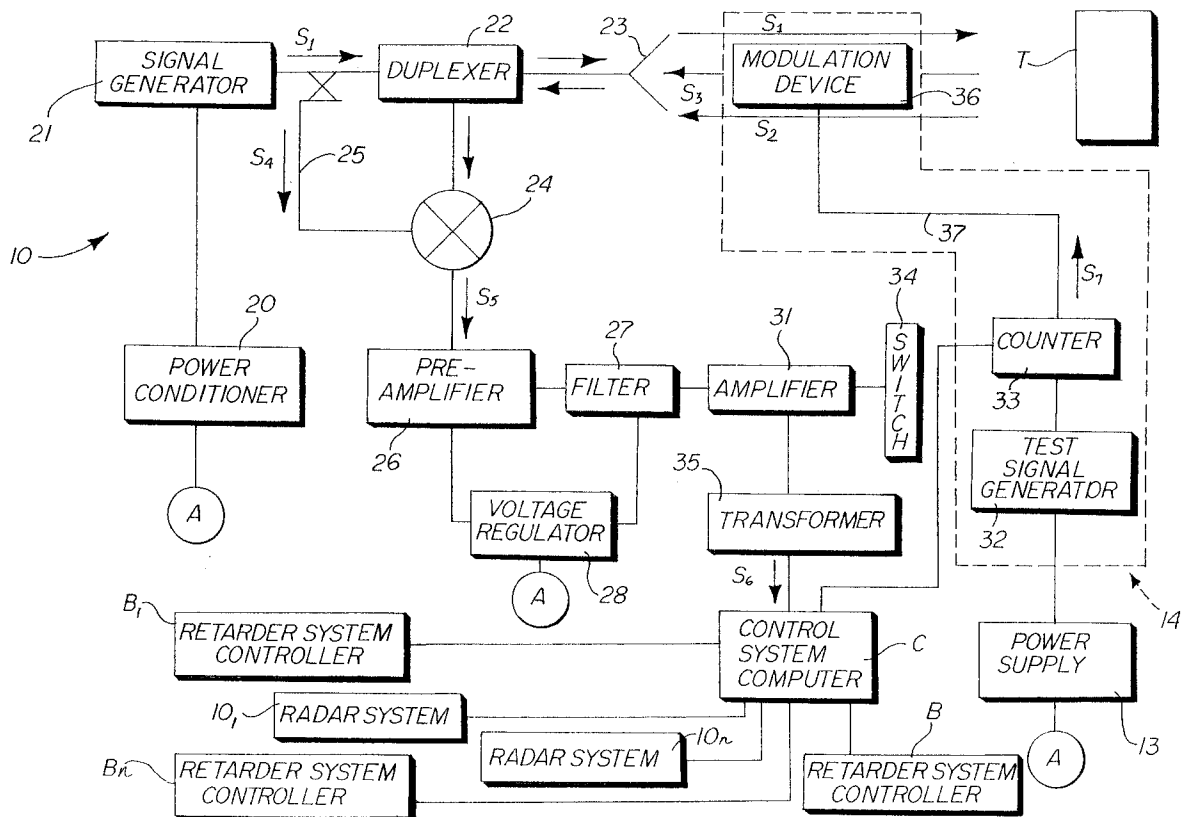 SIGNAL
GENERATOR
21
S1
22
DUPLEXER
23
S1
MODULATION
DEVICE
36
S3
S2
T
S4
25
24
10
37
S7
S5
34
SWITCH
20
POWER
CONDITIONER
PRE-
AMPLIFIER
26
27
FILTER
31
AMPLIFIER
COUNTER
33
TEST
SIGNAL
GENERATOR
32
A
VOLTAGE
REGULATOR
28
35
TRANSFORMER
A
S6
14
B1
RETARDER SYSTEM
CONTROLLER
CONTROL
SYSTEM
COMPUTER
C
POWER
SUPPLY
13
101
RADAR SYSTEM
RADAR SYSTEM
10n
Bn
RETARDER SYSTEM
CONTROLLER
B
RETARDER SYSTEM
CONTROLLER
A